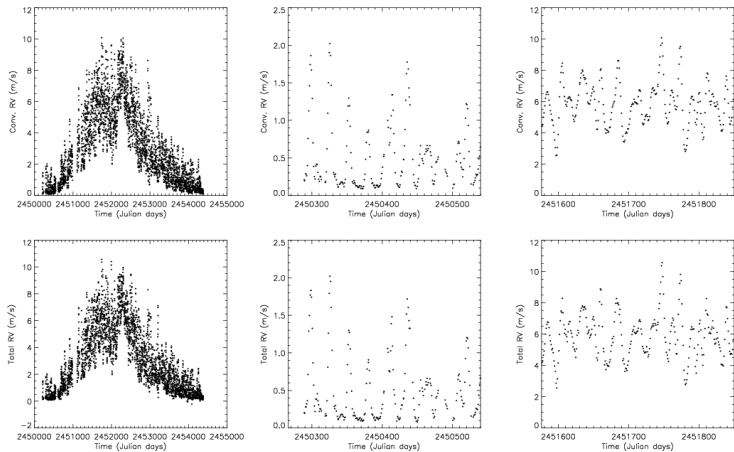 12
10
8
6
4
2
0
Conv. RV (m/s)
2450000 2451000 2452000 2453000 2454000 2455000
Time (Julian days)
2.5
2.0
1.5
1.0
0.5
0.0
Conv. RV (m/s)
2450300 2450400 2450500
Time (Julian days)
12
10
8
6
4
2
0
Conv. RV (m/s)
2451600 2451700 2451800
Time (Julian days)
12
10
8
6
4
2
0
−2
Total RV (m/s)
2450000 2451000 2452000 2453000 2454000 2455000
Time (Julian days)
2.5
2.0
1.5
1.0
0.5
0.0
Total RV (m/s)
2450300 2450400 2450500
Time (Julian days)
12
10
8
6
4
2
0
Total RV (m/s)
2451600 2451700 2451800
Time (Julian days)